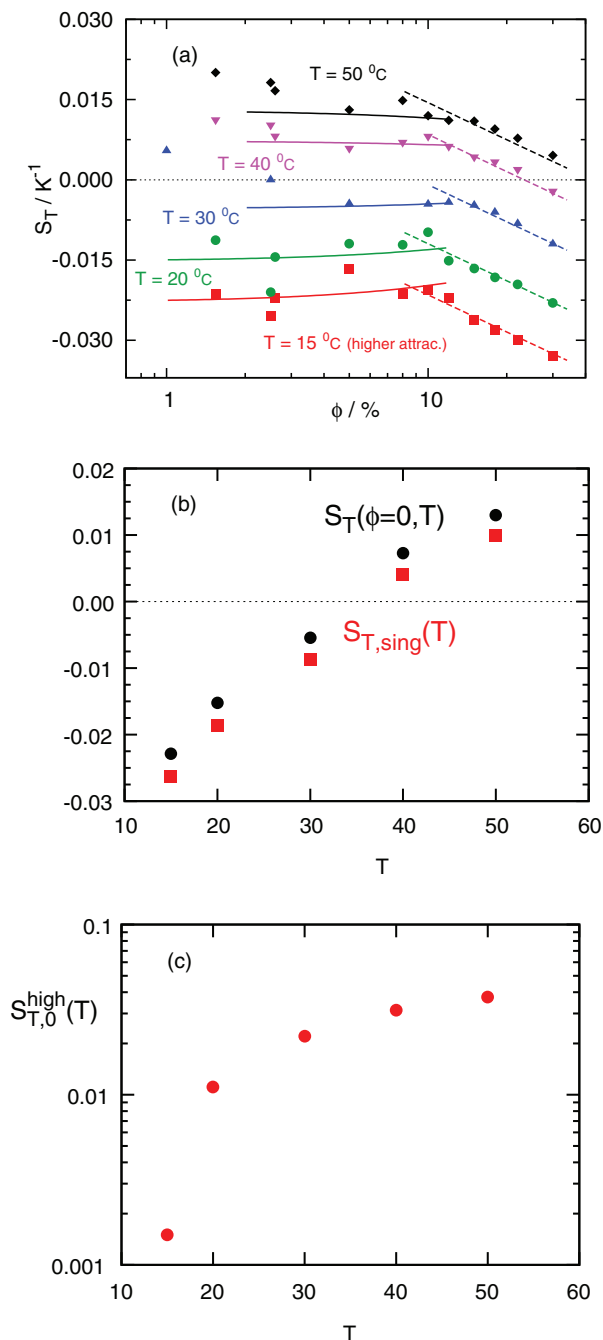 0.030
(a)
T = 50 ⁰C
0.015
T = 40 ⁰C
0.000
S_T / K⁻¹
T = 30 ⁰C
-0.015
T = 20 ⁰C
-0.030
T = 15 ⁰C (higher attrac.)
1 10
ϕ / %
0.02
(b)
S_T(ϕ=0,T)
0.01
0.00
S_T,sing(T)
-0.01
-0.02
-0.03
10 20 30 40 50 60
T
0.1
(c)
S_T,0^high(T)
0.01
0.001
10 20 30 40 50 60
T